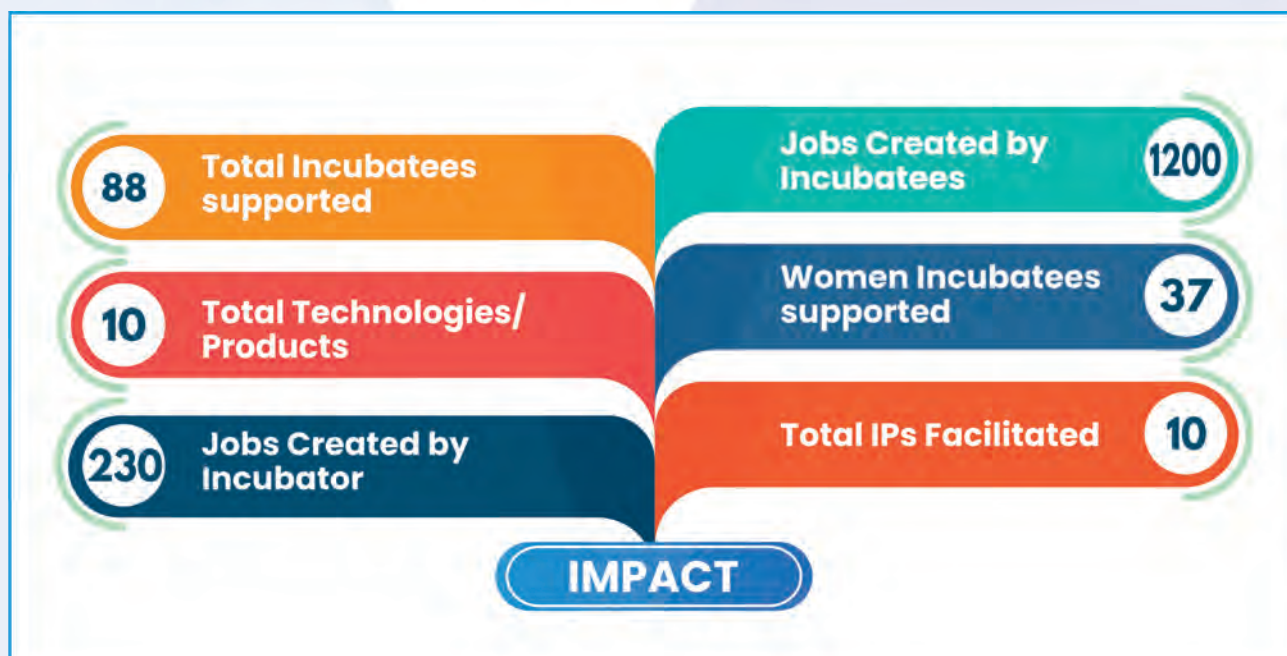 88
Total Incubatees
supported
10
Total Technologies/
Products
230
Jobs Created by
Incubator
Jobs Created by
Incubatees
1200
Women Incubatees
supported
37
Total IPs Facilitated
10
IMPACT